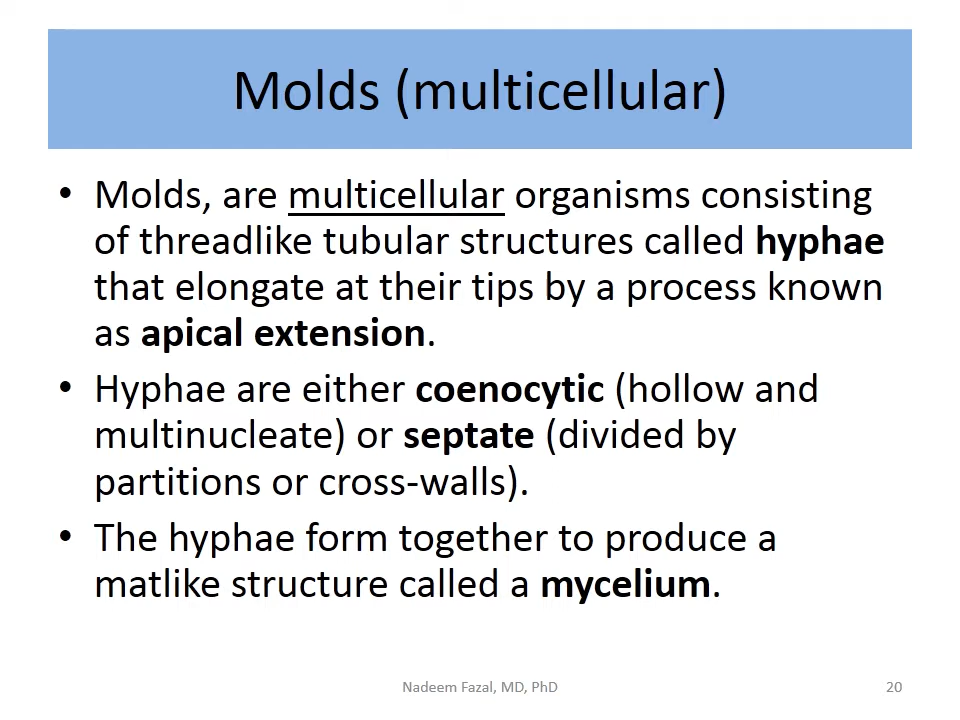 Molds (multicellular)
• Molds, are multicellular organisms consisting
of threadlike tubular structures called hyphae
that elongate at their tips by a process known
as apical extension.
• Hyphae are either coenocytic (hollow and
multinucleate) or septate (divided by
partitions or cross-walls).
• The hyphae form together to produce a
matlike structure called a mycelium.
Nadeem Fazal, MD, PhD
20